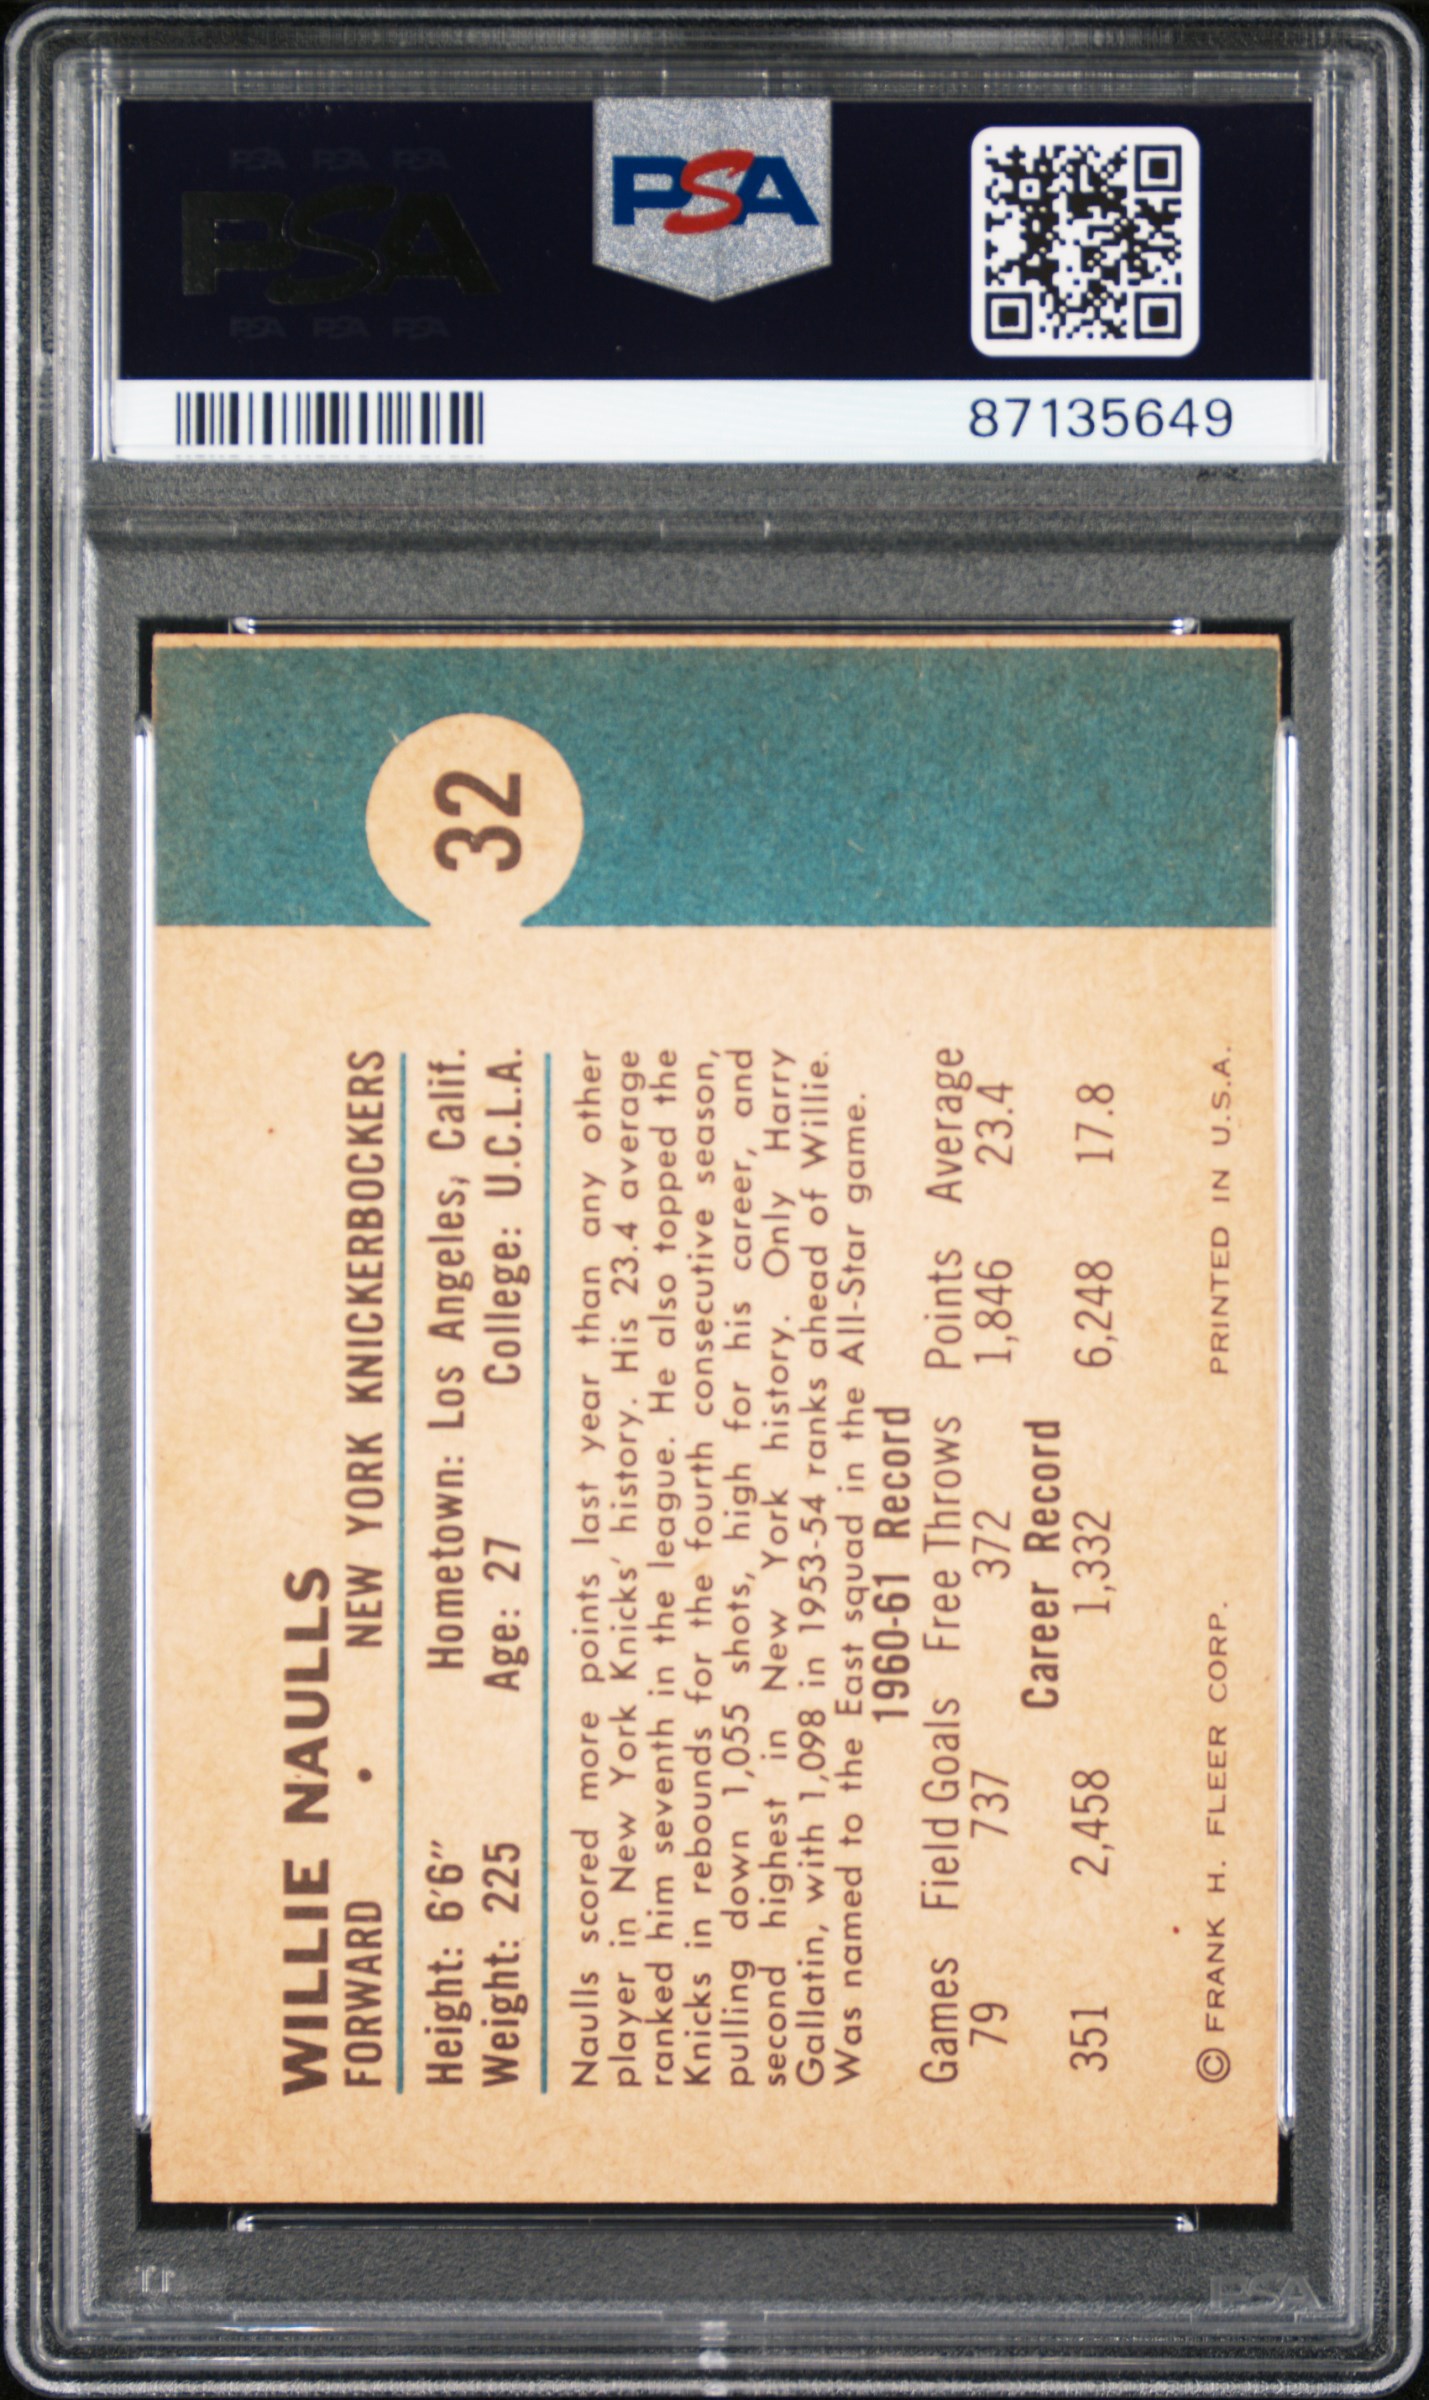 PSA PSA PSA
PSA
PSA PSA PSA
PSA
87135649
32
WILLIE NAULLS
FORWARD • NEW YORK KNICKERBOCKERS
Height: 6'6" Hometown: Los Angeles, Calif.
Weight: 225 Age: 27 College: U.C.L.A.
Naulls scored more points last year than any other
player in New York Knicks' history. His 23.4 average
ranked him seventh in the league. He also topped the
Knicks in rebounds for the fourth consecutive season,
pulling down 1,055 shots, high for his career, and
second highest in New York history. Only Harry
Gallatin, with 1,098 in 1953-54 ranks ahead of Willie.
Was named to the East squad in the All-Star game.
1960-61 Record
Games Field Goals Free Throws Points Average
79 737 372 1,846 23.4
Career Record
351 2,458 1,332 6,248 17.8
© FRANK H. FLEER CORP. PRINTED IN U.S.A.
PSA